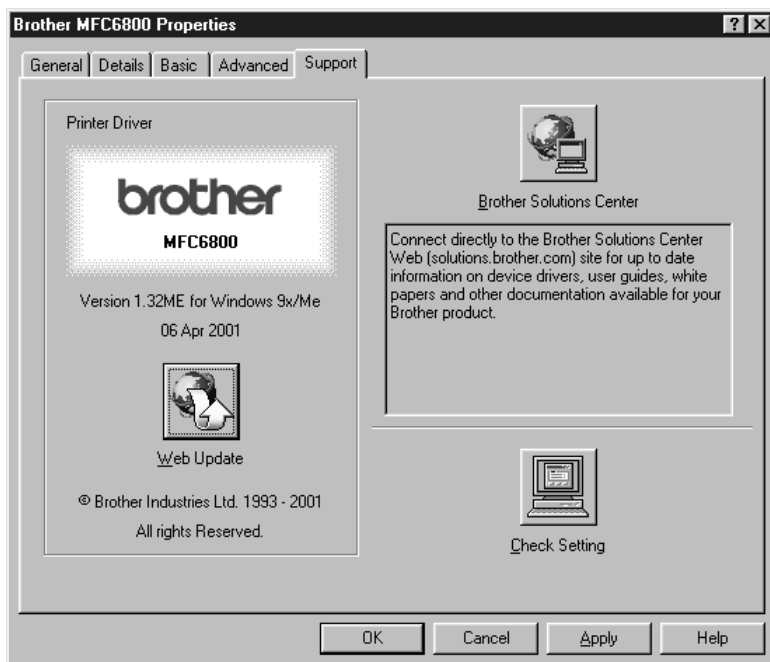 Brother MFC6800 Properties
General Details Basic Advanced Support
Printer Driver
brother
MFC6800
Version 1.32ME for Windows 9x/Me
06 Apr 2001
Web Update
© Brother Industries Ltd. 1993 - 2001
All rights Reserved.
Brother Solutions Center
Connect directly to the Brother Solutions Center
Web (solutions.brother.com) site for up to date
information on device drivers, user guides, white
papers and other documentation available for your
Brother product.
Check Setting
OK Cancel Apply Help